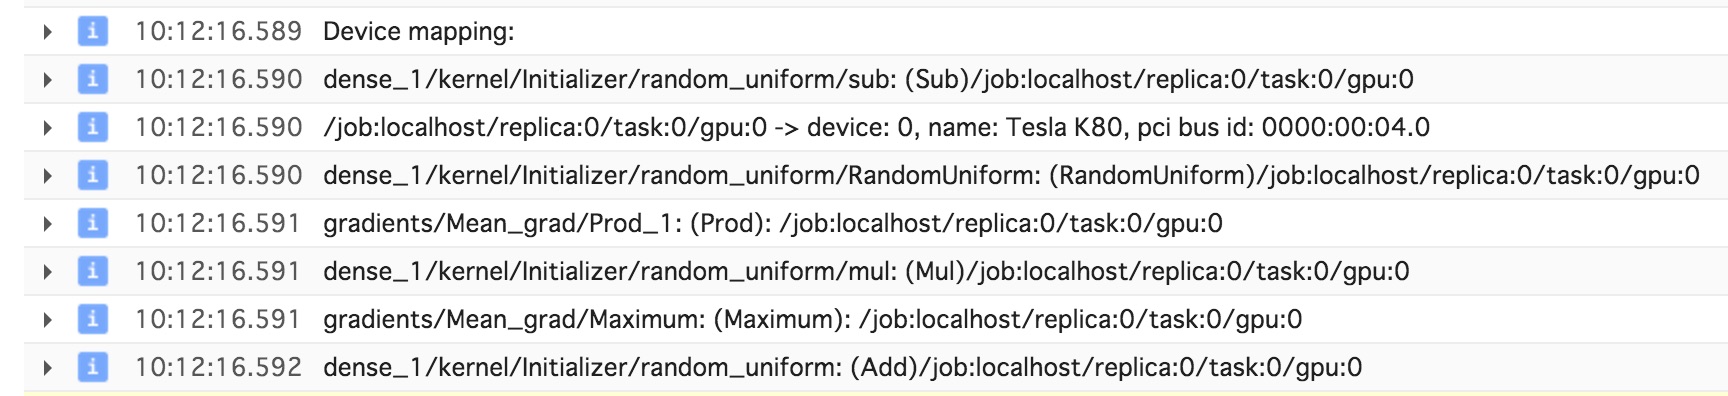 10:12:16.589 Device mapping:
10:12:16.590 dense_1/kernel/Initializer/random_uniform/sub: (Sub)/job:localhost/replica:0/task:0/gpu:0
10:12:16.590 /job:localhost/replica:0/task:0/gpu:0 -> device: 0, name: Tesla K80, pci bus id: 0000:00:04.0
10:12:16.590 dense_1/kernel/Initializer/random_uniform/RandomUniform: (RandomUniform)/job:localhost/replica:0/task:0/gpu:0
10:12:16.591 gradients/Mean_grad/Prod_1: (Prod): /job:localhost/replica:0/task:0/gpu:0
10:12:16.591 dense_1/kernel/Initializer/random_uniform/mul: (Mul)/job:localhost/replica:0/task:0/gpu:0
10:12:16.591 gradients/Mean_grad/Maximum: (Maximum): /job:localhost/replica:0/task:0/gpu:0
10:12:16.592 dense_1/kernel/Initializer/random_uniform: (Add)/job:localhost/replica:0/task:0/gpu:0